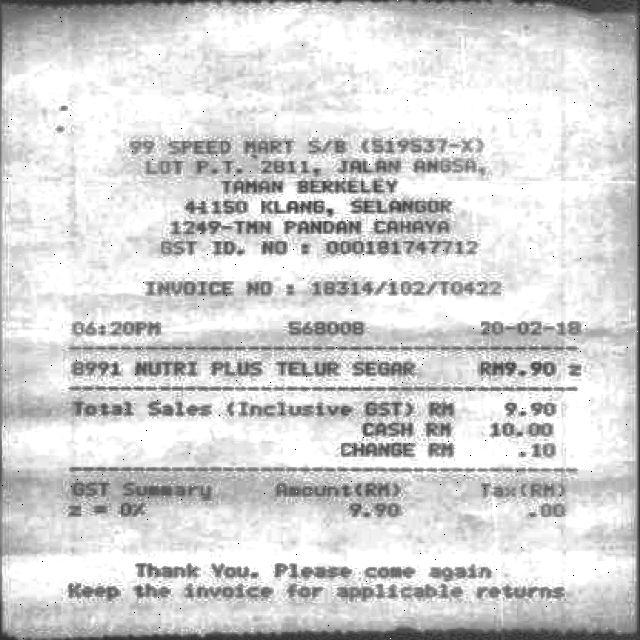 99 SPEED MART S/B (519537-X)
LOT P.T. 2811, JALAN ANGSA,
TAMAN BERKELEY
41150 KLANG, SELANGOR
1249-TMN PANDAN CAHAYA
GST ID. NO : 000181747712
INVOICE NO : 18314/102/T0422
06:20PM 568008 20-02-18
8991 NUTRI PLUS TELUR SEGAR RM9.90 z
Total Sales (Inclusive GST) RM 9.90
CASH RM 10.00
CHANGE RM .10
GST Summary Amount(RM) Tax(RM)
z = 0% 9.90 .00
Thank You. Please come again
Keep the invoice for applicable returns